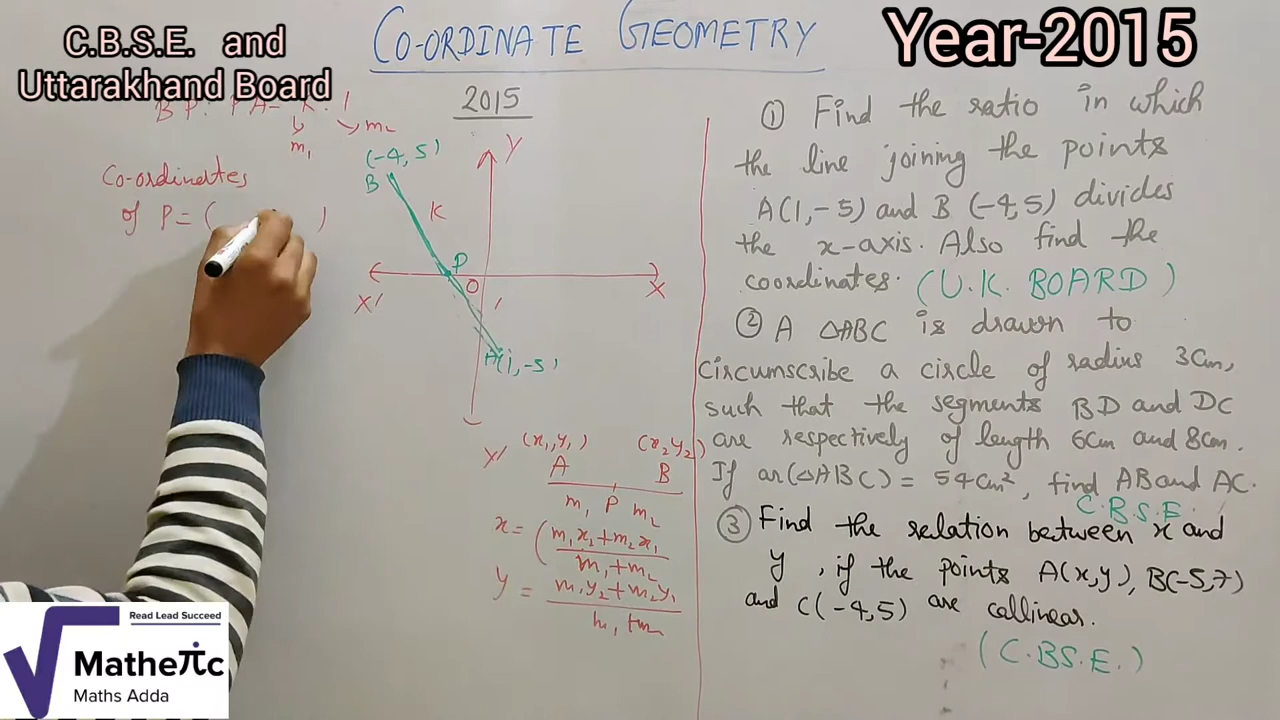 C.B.S.E. and
Uttarakhand Board
CO-ORDINATE GEOMETRY
Year-2015
2015
BP: PA = K: 1
m₁
m₂
Co-ordinates
of P = ( )
(-4, 5)
B
K
P
O
Y
X'
X
A(1, -5)
Y'
(x₁, y₁) (x₂ y₂)
A B
m₁ P m₂
x = ( m₁x₂+m₂x₁
m₁+m₂
y = m₁y₂+m₂y₁
m₁+m₂
① Find the ratio in which
the line joining the points
A(1, -5) and B (-4, 5) divides
the x-axis. Also find the
coordinates. (U.K. BOARD)
② A △ABC is drawn to
circumscribe a circle of radius 3cm,
such that the segments BD and DC
are respectively of length 6cm and 8cm.
If ar(△ABC) = 54cm², find AB and AC.
C.B.S.E.
③ Find the relation between x and
y, if the points A(x,y), B(-5,7)
and C(-4,5) are collinear.
(C.B.S.E.)
Read Lead Succeed
Matheπc
Maths Adda